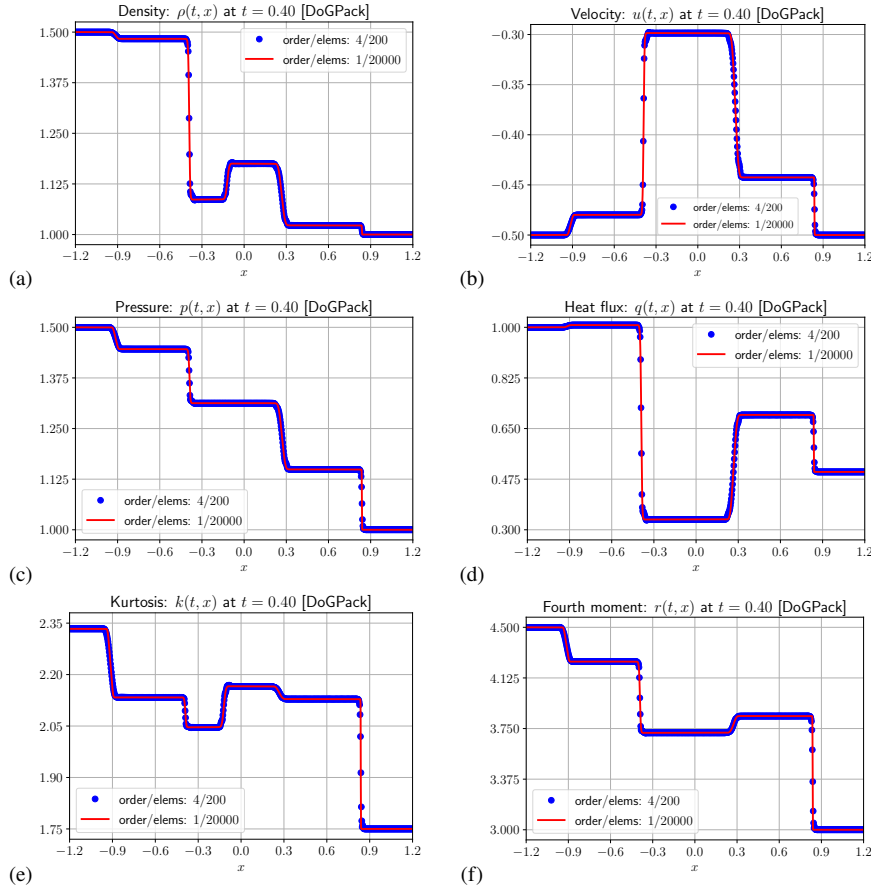 Density: ρ(t, x) at t = 0.40 [DoGPack]
1.500
1.375
1.250
1.125
1.000
order/elems: 4/200
order/elems: 1/20000
−1.2 −0.9 −0.6 −0.3 0.0 0.3 0.6 0.9 1.2
x
(a)
Velocity: u(t, x) at t = 0.40 [DoGPack]
−0.30
−0.35
−0.40
−0.45
−0.50
order/elems: 4/200
order/elems: 1/20000
−1.2 −0.9 −0.6 −0.3 0.0 0.3 0.6 0.9 1.2
x
(b)
Pressure: p(t, x) at t = 0.40 [DoGPack]
1.500
1.375
1.250
1.125
1.000
order/elems: 4/200
order/elems: 1/20000
−1.2 −0.9 −0.6 −0.3 0.0 0.3 0.6 0.9 1.2
x
(c)
Heat flux: q(t, x) at t = 0.40 [DoGPack]
1.000
0.825
0.650
0.475
0.300
order/elems: 4/200
order/elems: 1/20000
−1.2 −0.9 −0.6 −0.3 0.0 0.3 0.6 0.9 1.2
x
(d)
Kurtosis: k(t, x) at t = 0.40 [DoGPack]
2.35
2.20
2.05
1.90
1.75
order/elems: 4/200
order/elems: 1/20000
−1.2 −0.9 −0.6 −0.3 0.0 0.3 0.6 0.9 1.2
x
(e)
Fourth moment: r(t, x) at t = 0.40 [DoGPack]
4.500
4.125
3.750
3.375
3.000
order/elems: 4/200
order/elems: 1/20000
−1.2 −0.9 −0.6 −0.3 0.0 0.3 0.6 0.9 1.2
x
(f)